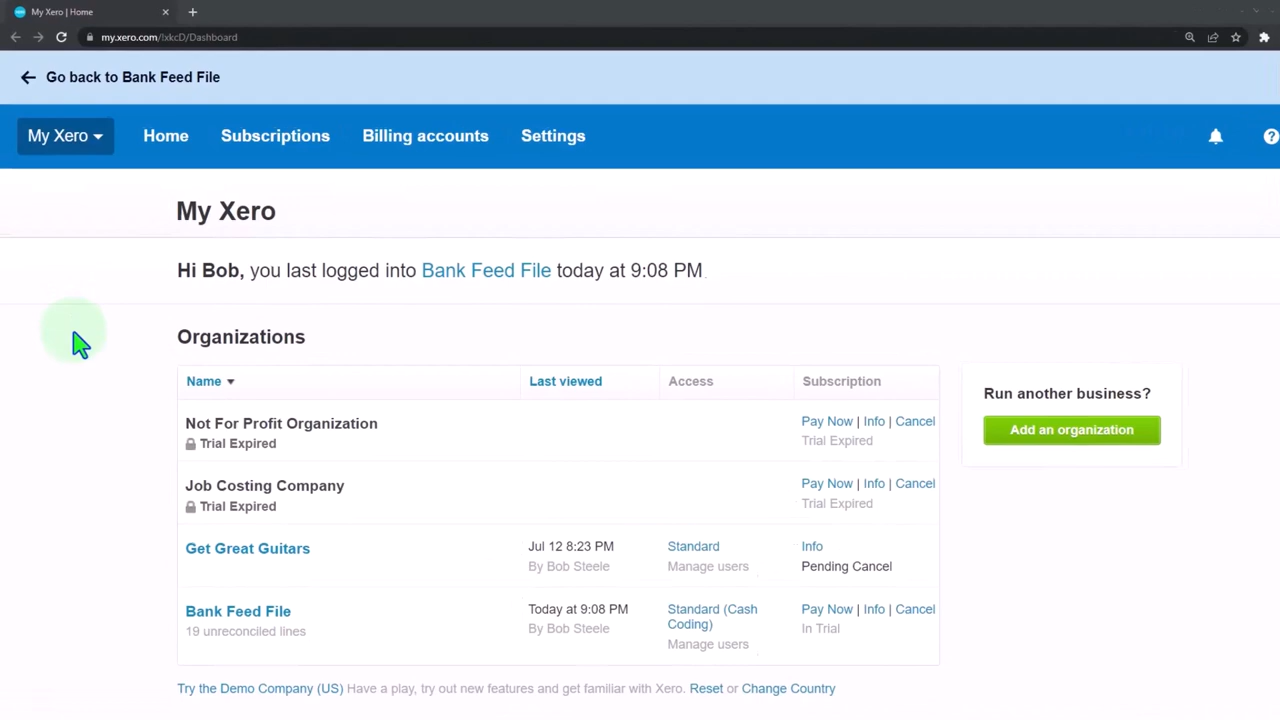 My Xero | Home
my.xero.com/!xkcD/Dashboard
Go back to Bank Feed File
My Xero Home Subscriptions Billing accounts Settings
My Xero
Hi Bob, you last logged into Bank Feed File today at 9:08 PM
Organizations
Name Last viewed Access Subscription
Not For Profit Organization Pay Now | Info | Cancel
Trial Expired Trial Expired
Job Costing Company Pay Now | Info | Cancel
Trial Expired Trial Expired
Get Great Guitars Jul 12 8:23 PM Standard Info
By Bob Steele Manage users Pending Cancel
Bank Feed File Today at 9:08 PM Standard (Cash Coding) Pay Now | Info | Cancel
19 unreconciled lines By Bob Steele Manage users In Trial
Run another business?
Add an organization
Try the Demo Company (US) Have a play, try out new features and get familiar with Xero. Reset or Change Country